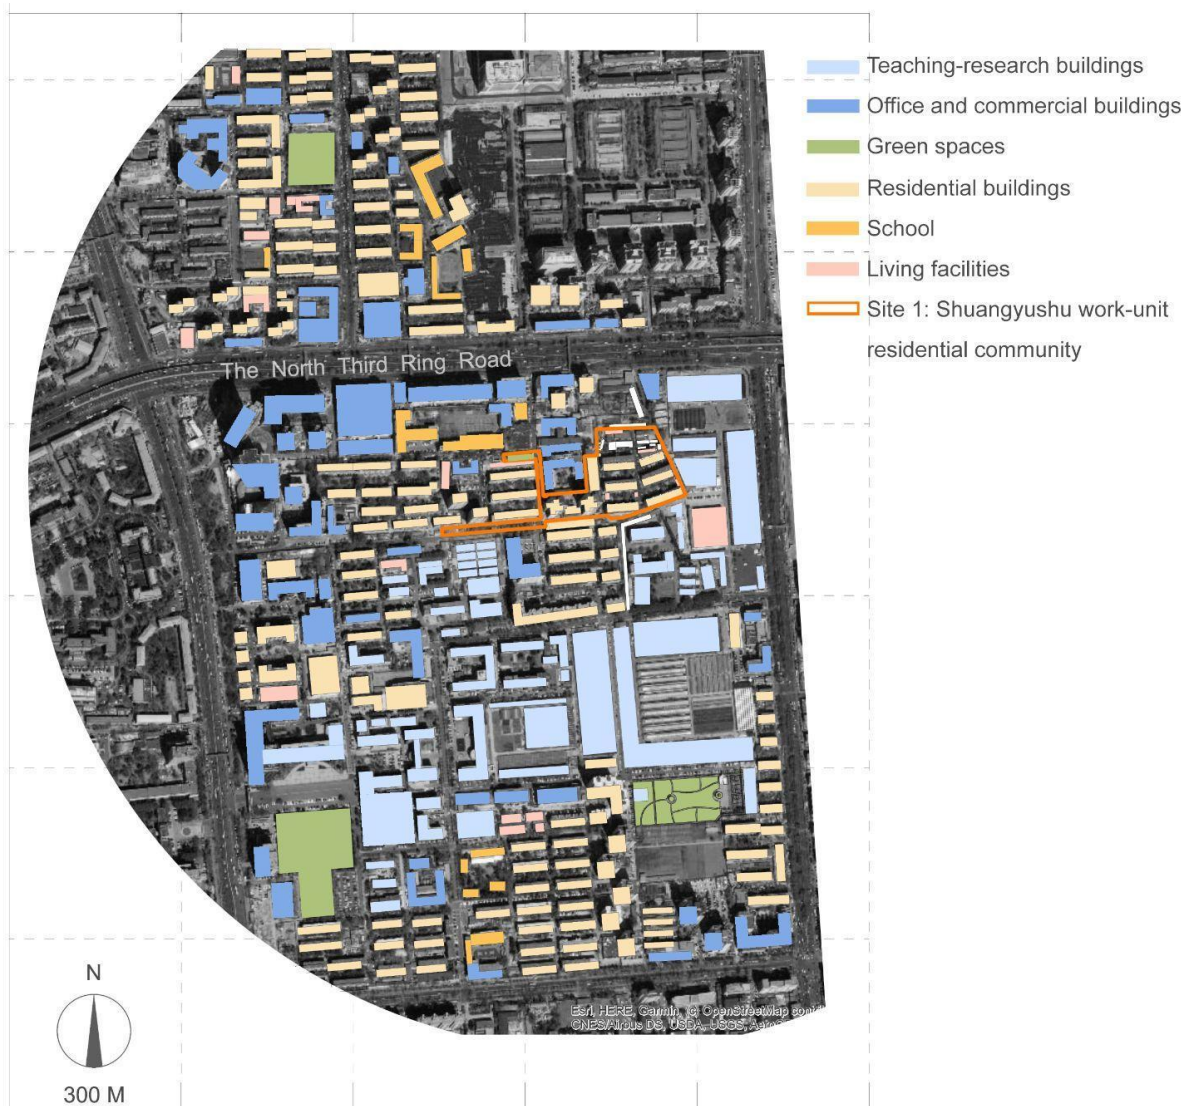 Teaching-research buildings
Office and commercial buildings
Green spaces
Residential buildings
School
Living facilities
Site 1: Shuangyushu work-unit
residential community
The North Third Ring Road
N
300 M
Esri, HERE, Garmin, (c) OpenStreetMap
CNES/Airbus DS, USDA, USGS,